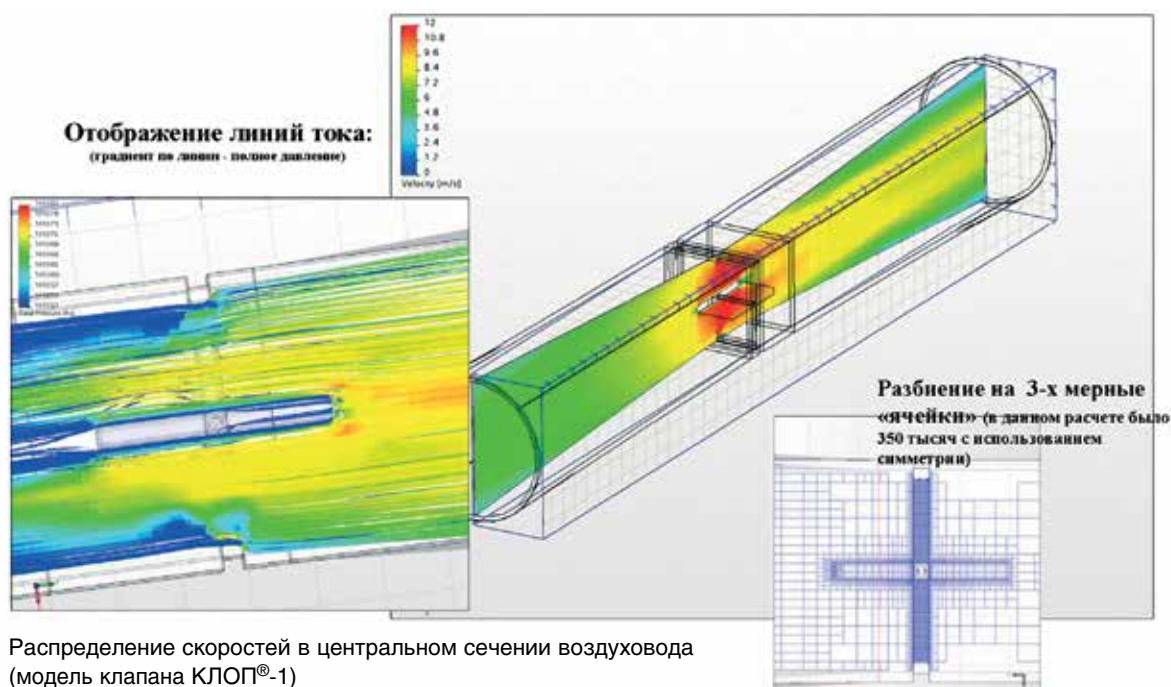 12
10.8
9.6
8.4
7.2
6
4.8
3.6
2.4
1.2
0
Velocity [m/s]
Отображение линий тока:
(градиент по линии - полное давление)
Разбиение на 3-х мерные
«ячейки» (в данном расчете было
350 тысяч с использованием
симметрии)
Распределение скоростей в центральном сечении воздуховода
(модель клапана КЛОП®-1)